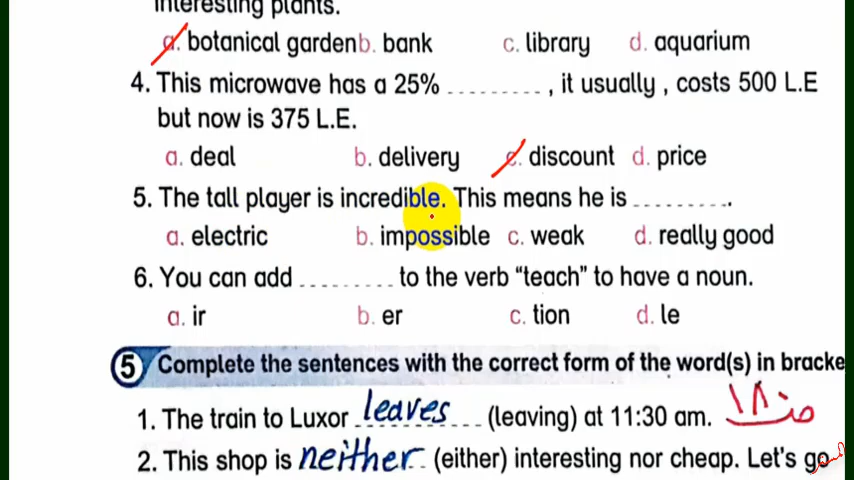 interesting plants.
a. botanical garden b. bank c. library d. aquarium
4. This microwave has a 25% _ _ _ _ _ _ _ _ _ , it usually , costs 500 L.E
but now is 375 L.E.
a. deal b. delivery c. discount d. price
5. The tall player is incredible. This means he is _ _ _ _ _ _ _ _ _.
a. electric b. impossible c. weak d. really good
6. You can add _ _ _ _ _ _ _ _ _ to the verb “teach” to have a noun.
a. ir b. er c. tion d. le
5 Complete the sentences with the correct form of the word(s) in bracke
1. The train to Luxor leaves (leaving) at 11:30 am. صـ ١٨
2. This shop is neither (either) interesting nor cheap. Let's go